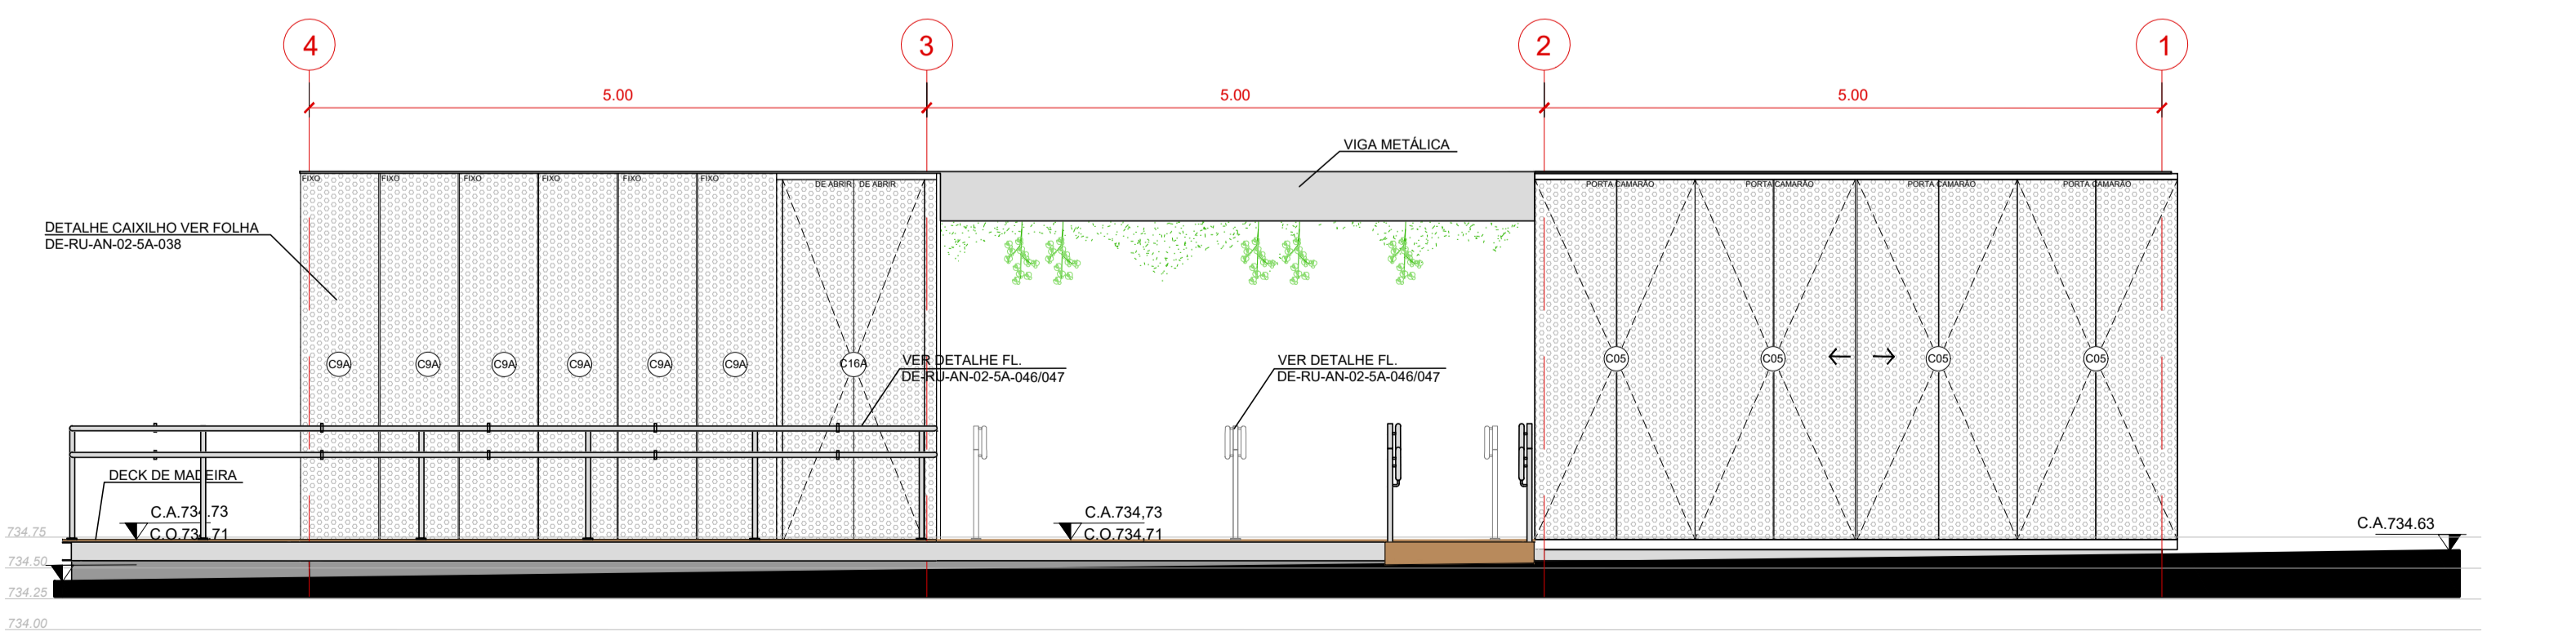 4 3 2 1
5.00 5.00 5.00
VIGA METÁLICA
FIXO FIXO FIXO FIXO FIXO FIXO
DE ABRIR DE ABRIR
PORTA CAMARÃO PORTA CAMARÃO PORTA CAMARÃO PORTA CAMARÃO
DETALHE CAIXILHO VER FOLHA
DE-RU-AN-02-5A-038
C9A C9A C9A C9A C9A C9A C16A
VER DETALHE FL.
DE-RU-AN-02-5A-046/047
VER DETALHE FL.
DE-RU-AN-02-5A-046/047
C05 C05 C05 C05
DECK DE MADEIRA
C.A.734.73
C.O.734.71
C.A.734,73
C.O.734,71
C.A.734.63
734.75
734.50
734.25
734.00